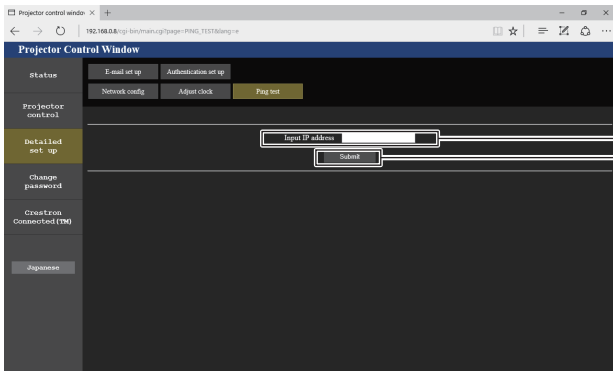 Projector control window
192.168.0.8/cgi-bin/main.cgi?page=PING_TEST&lang=e
Projector Control Window
Status
E-mail set up
Authentication set up
Network config
Adjust clock
Ping test
Projector
control
Detailed
set up
Input IP address
Submit
Change
password
Crestron
Connected(TM)
Japanese